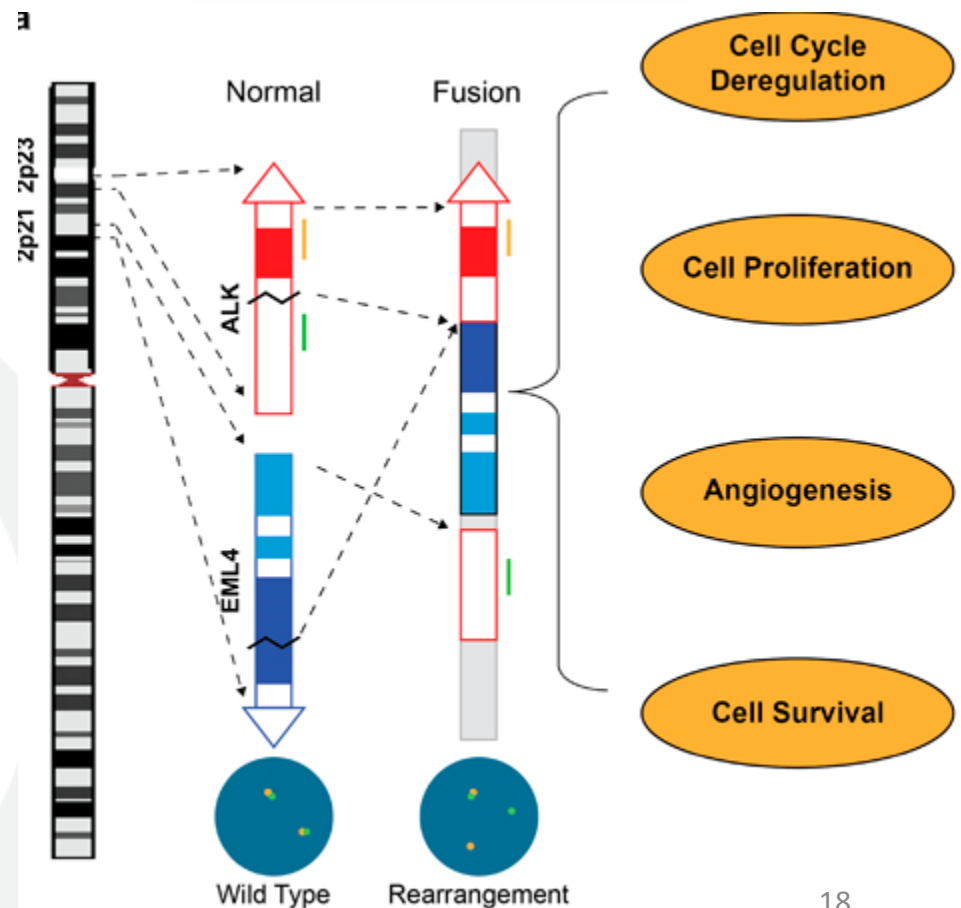 a
Normal
Fusion
2p23
2p21
ALK
EML4
Wild Type
Rearrangement
Cell Cycle
Deregulation
Cell Proliferation
Angiogenesis
Cell Survival
18